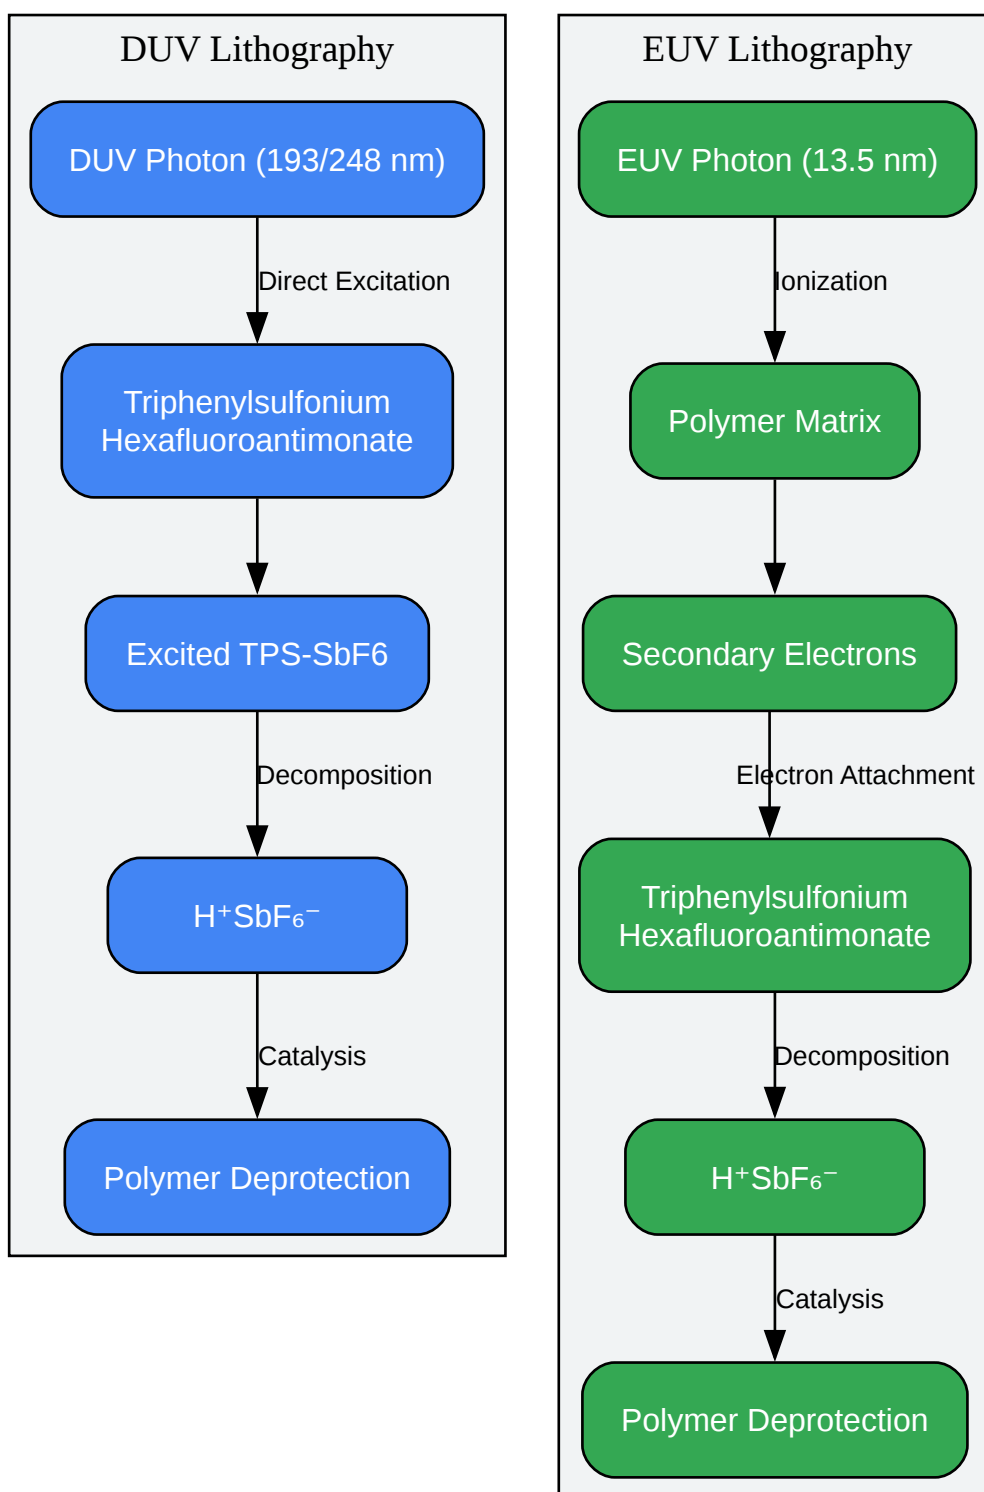 DUV Lithography
DUV Photon (193/248 nm)
Direct Excitation
Triphenylsulfonium
Hexafluoroantimonate
Excited TPS-SbF6
Decomposition
H⁺SbF₆⁻
Catalysis
Polymer Deprotection
EUV Lithography
EUV Photon (13.5 nm)
Ionization
Polymer Matrix
Secondary Electrons
Electron Attachment
Triphenylsulfonium
Hexafluoroantimonate
Decomposition
H⁺SbF₆⁻
Catalysis
Polymer Deprotection